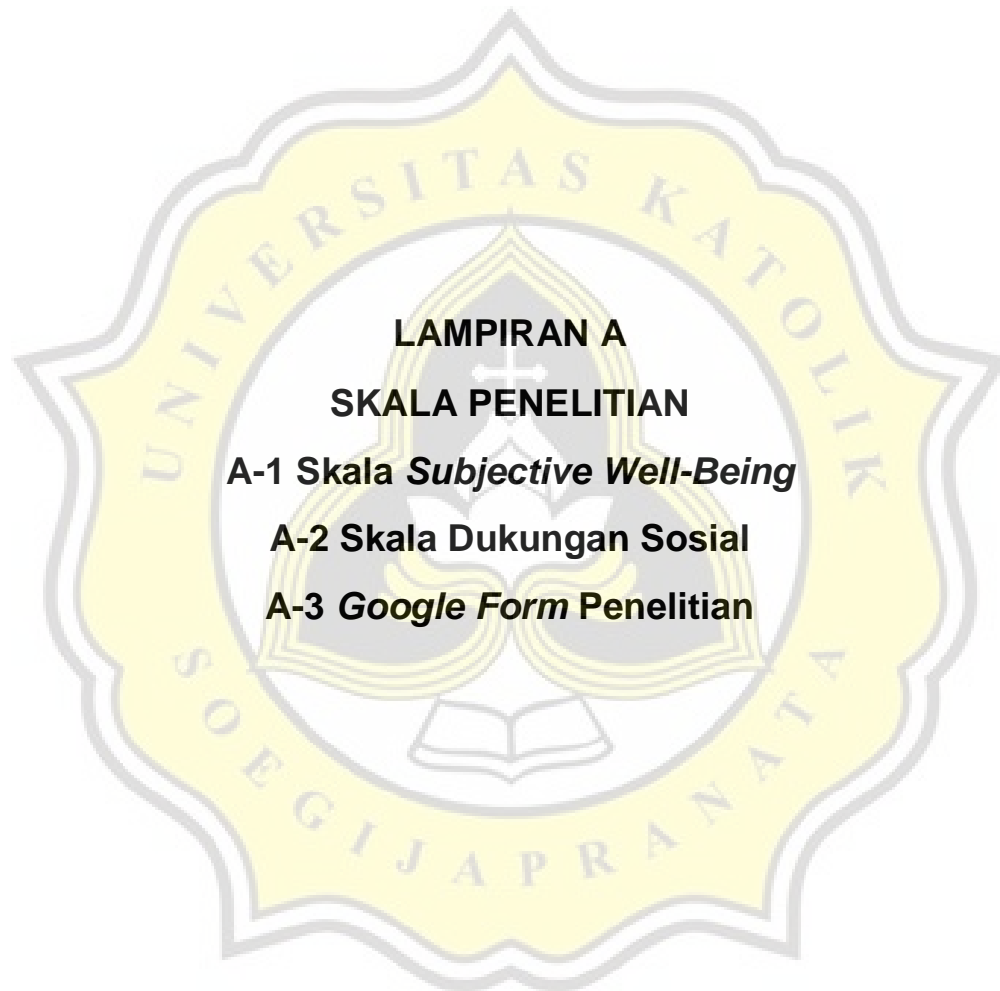 UNIVERSITAS KATOLIK
LAMPIRAN A
SKALA PENELITIAN
A-1 Skala Subjective Well-Being
A-2 Skala Dukungan Sosial
A-3 Google Form Penelitian
SOEGIJAPRANATA